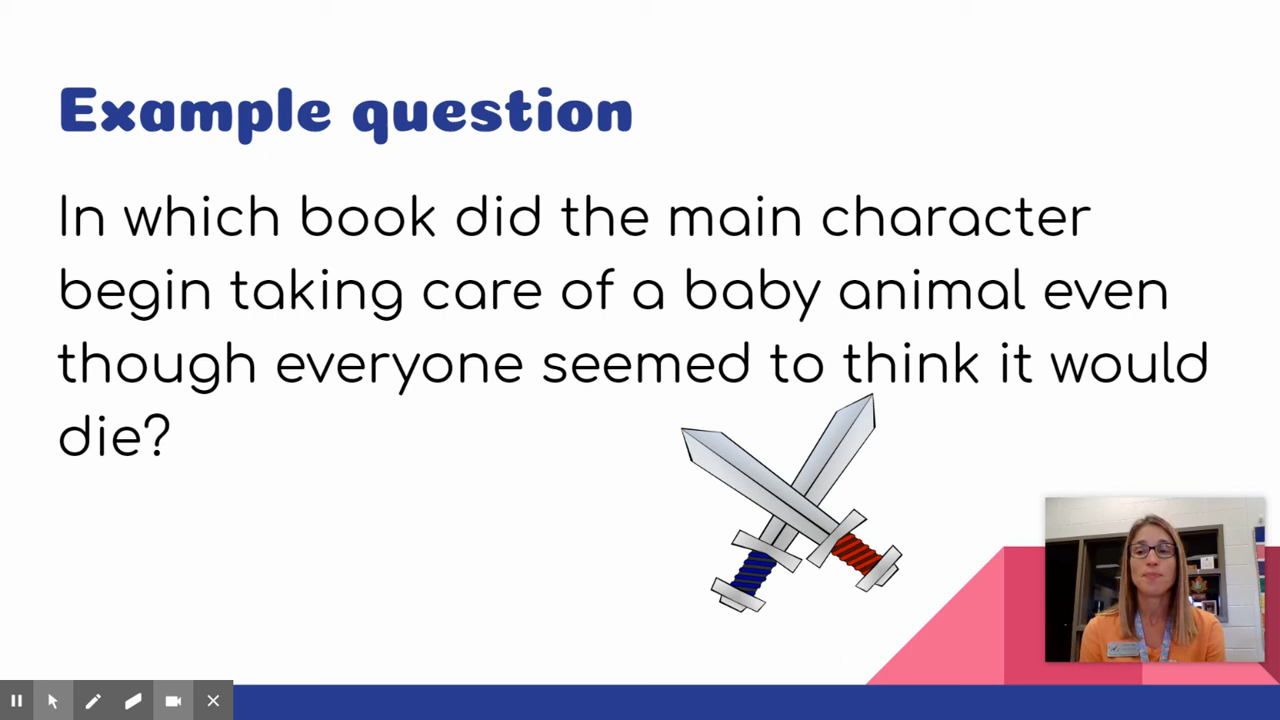 Example question
In which book did the main character
begin taking care of a baby animal even
though everyone seemed to think it would
die?